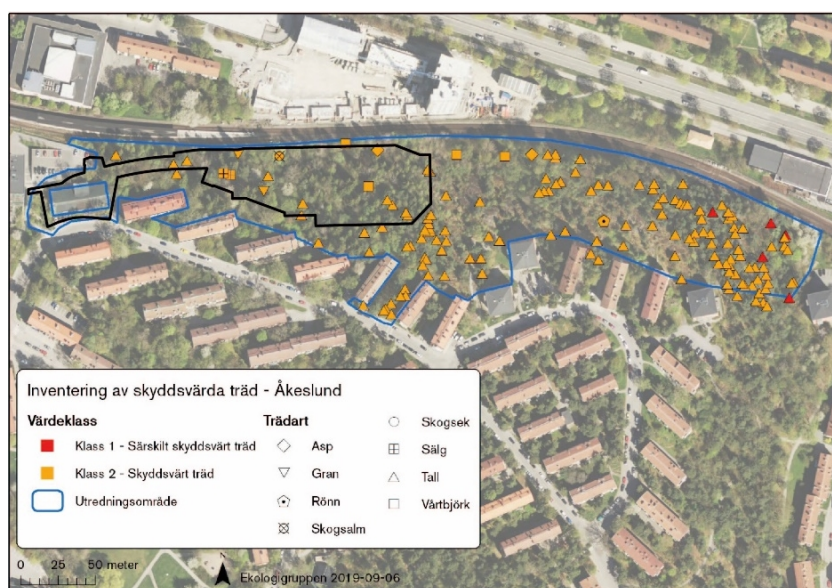 Inventering av skyddsvärda träd - Åkeslund
Värdeklass
Klass 1 - Särskilt skyddsvärt träd
Klass 2 - Skyddsvärt träd
Utredningsområde
Trädart
Asp
Gran
Rönn
Skogsalm
Skogsek
Sälg
Tall
Vårtbjörk
0 25 50 meter
N
Ekologigruppen 2019-09-06